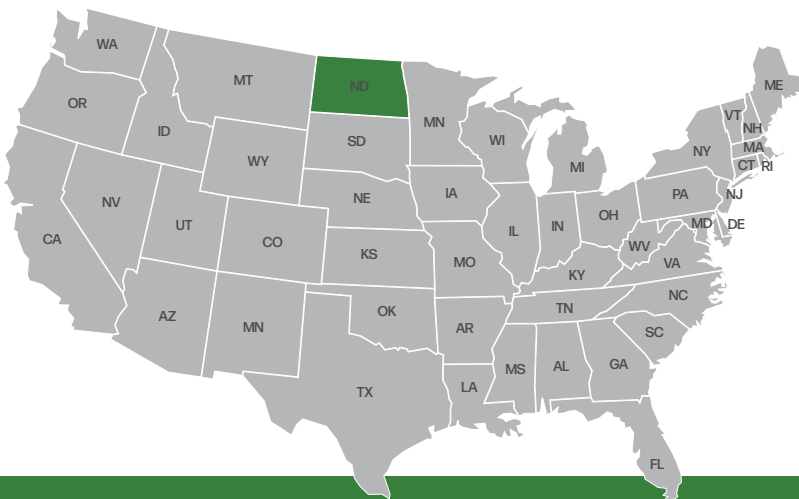 WA
MT
ND
ME
OR
ID
MN
VT
NH
SD
WI
MA
WY
NY
CT
RI
MI
NE
IA
PA
NJ
NV
UT
OH
MD
DE
CA
CO
IL
IN
WV
KS
MO
KY
VA
NC
AZ
MN
OK
AR
TN
SC
TX
LA
MS
AL
GA
FL